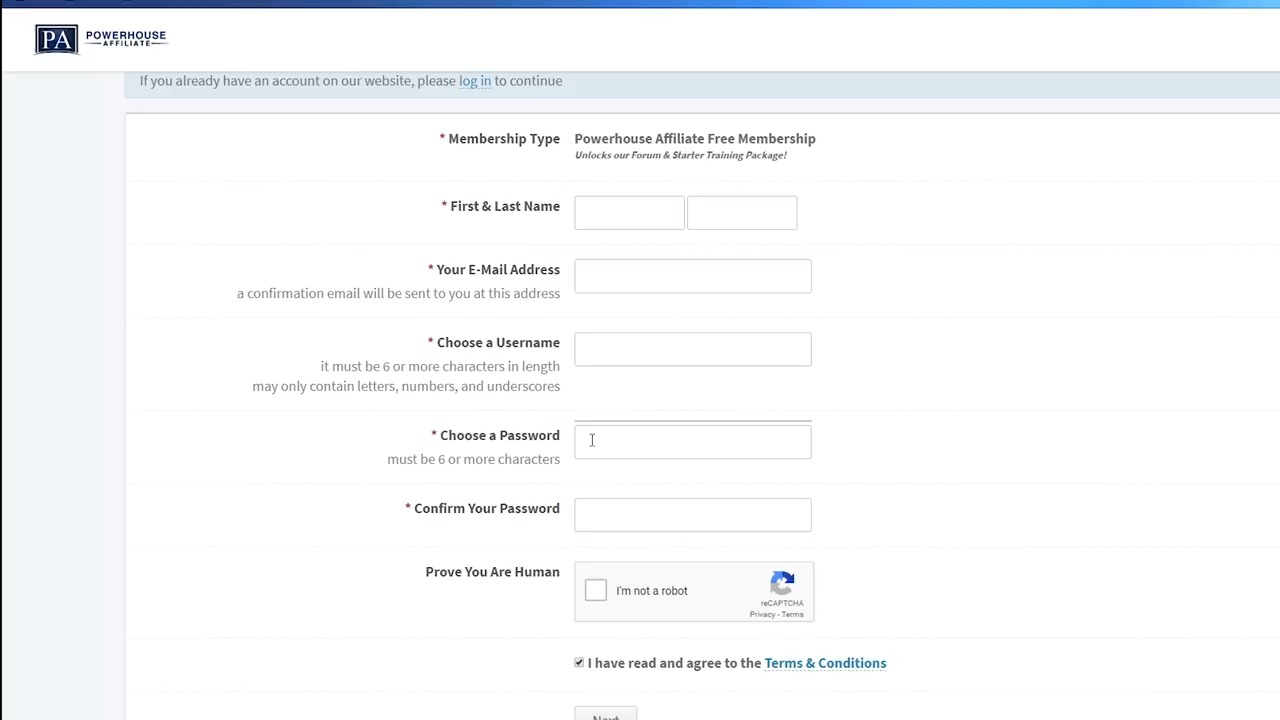 PA POWERHOUSE
AFFILIATE
If you already have an account on our website, please log in to continue
* Membership Type
Powerhouse Affiliate Free Membership
Unlocks our Forum & Starter Training Package!
* First & Last Name
* Your E-Mail Address
a confirmation email will be sent to you at this address
* Choose a Username
it must be 6 or more characters in length
may only contain letters, numbers, and underscores
* Choose a Password
must be 6 or more characters
* Confirm Your Password
Prove You Are Human
I'm not a robot
reCAPTCHA
Privacy - Terms
I have read and agree to the Terms & Conditions
Next